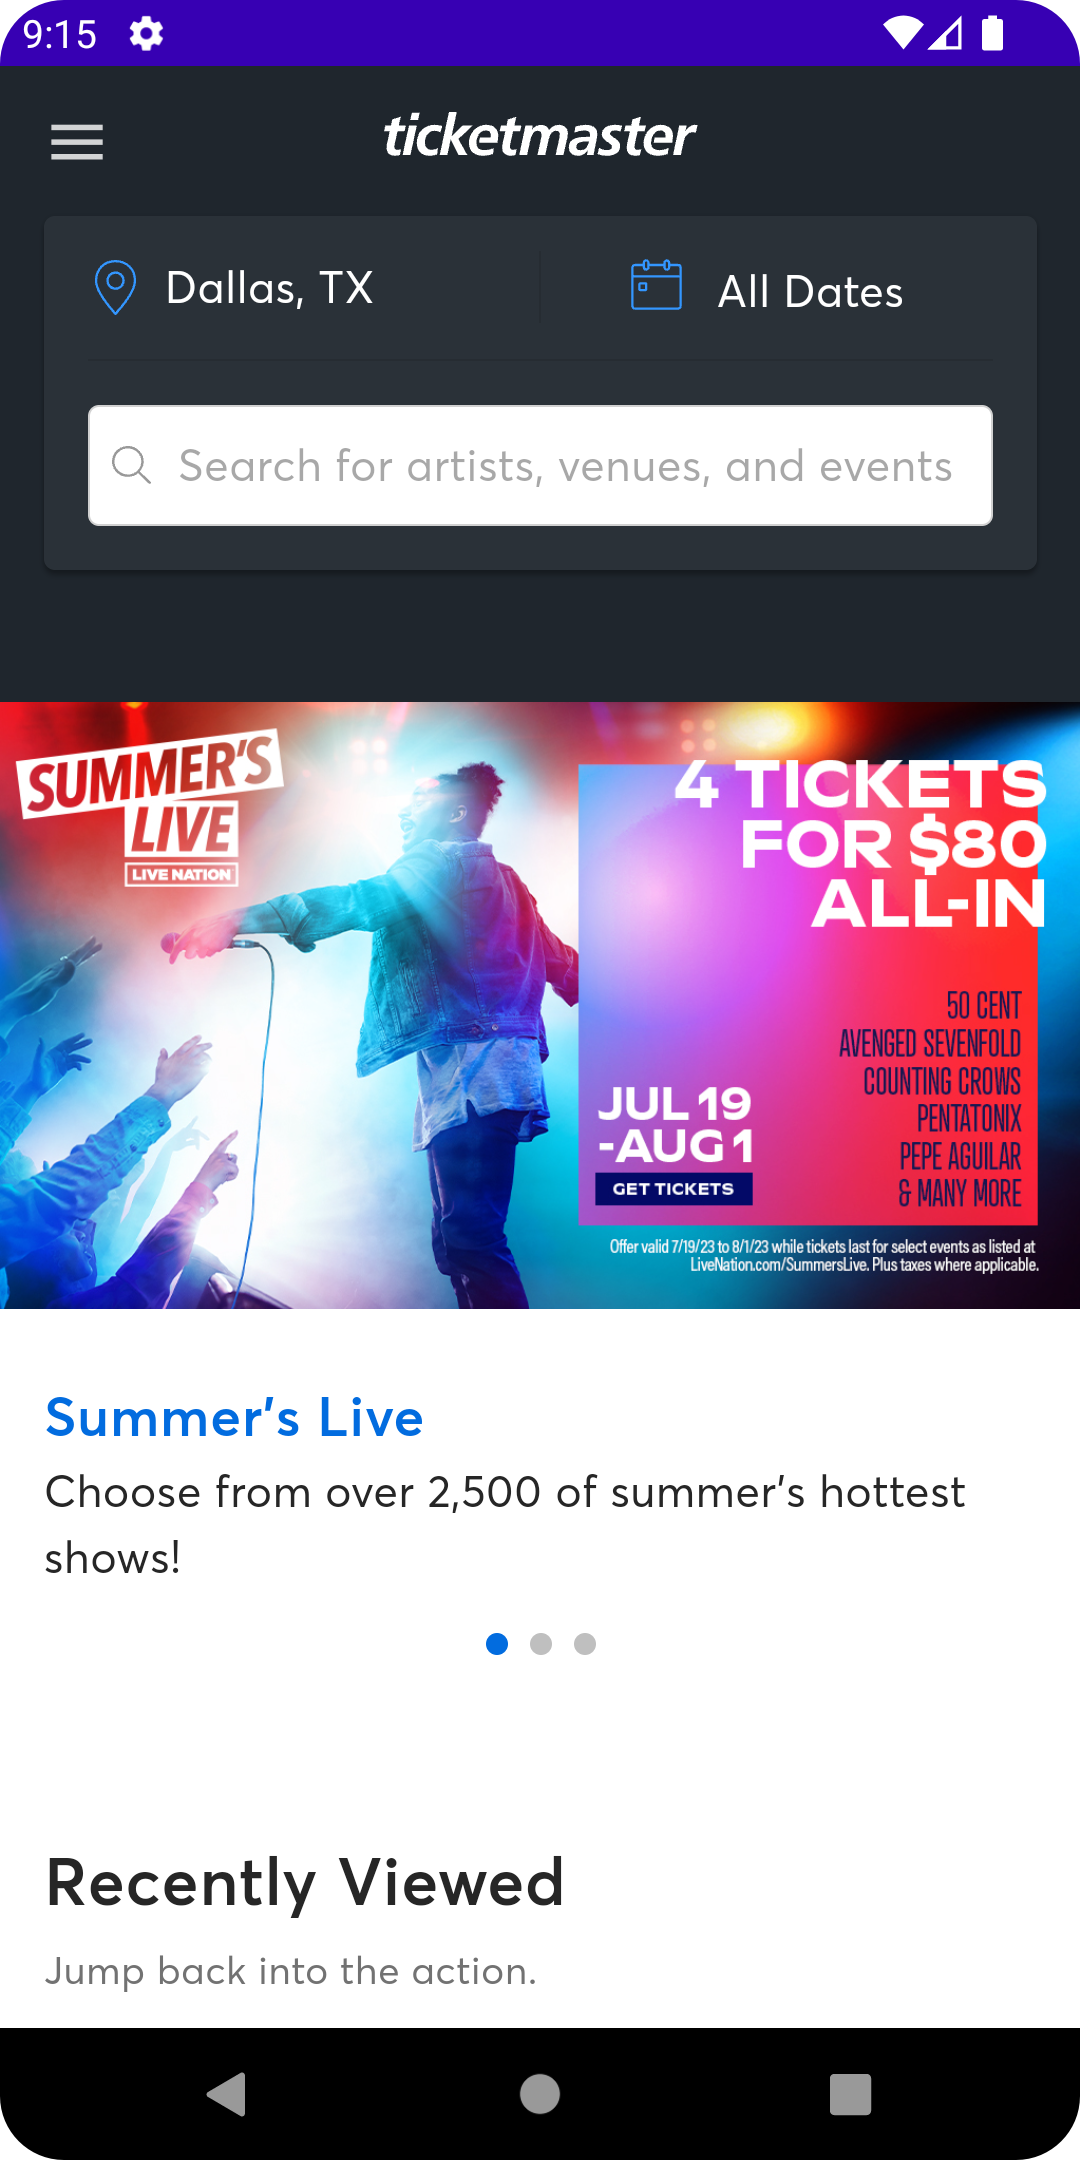 9:15
ticketmaster
Dallas, TX
All Dates
Search for artists, venues, and events
SUMMER'S
LIVE
LIVE NATION
4 TICKETS
FOR $80
ALL-IN
50 CENT
AVENGED SEVENFOLD
COUNTING CROWS
PENTATONIX
PEPE AGUILAR
& MANY MORE
JUL 19
-AUG 1
GET TICKETS
Offer valid 7/19/23 to 8/1/23 while tickets last for select events as listed at
LiveNation.com/SummersLive. Plus taxes where applicable.
Summer's Live
Choose from over 2,500 of summer's hottest
shows!
Recently Viewed
Jump back into the action.